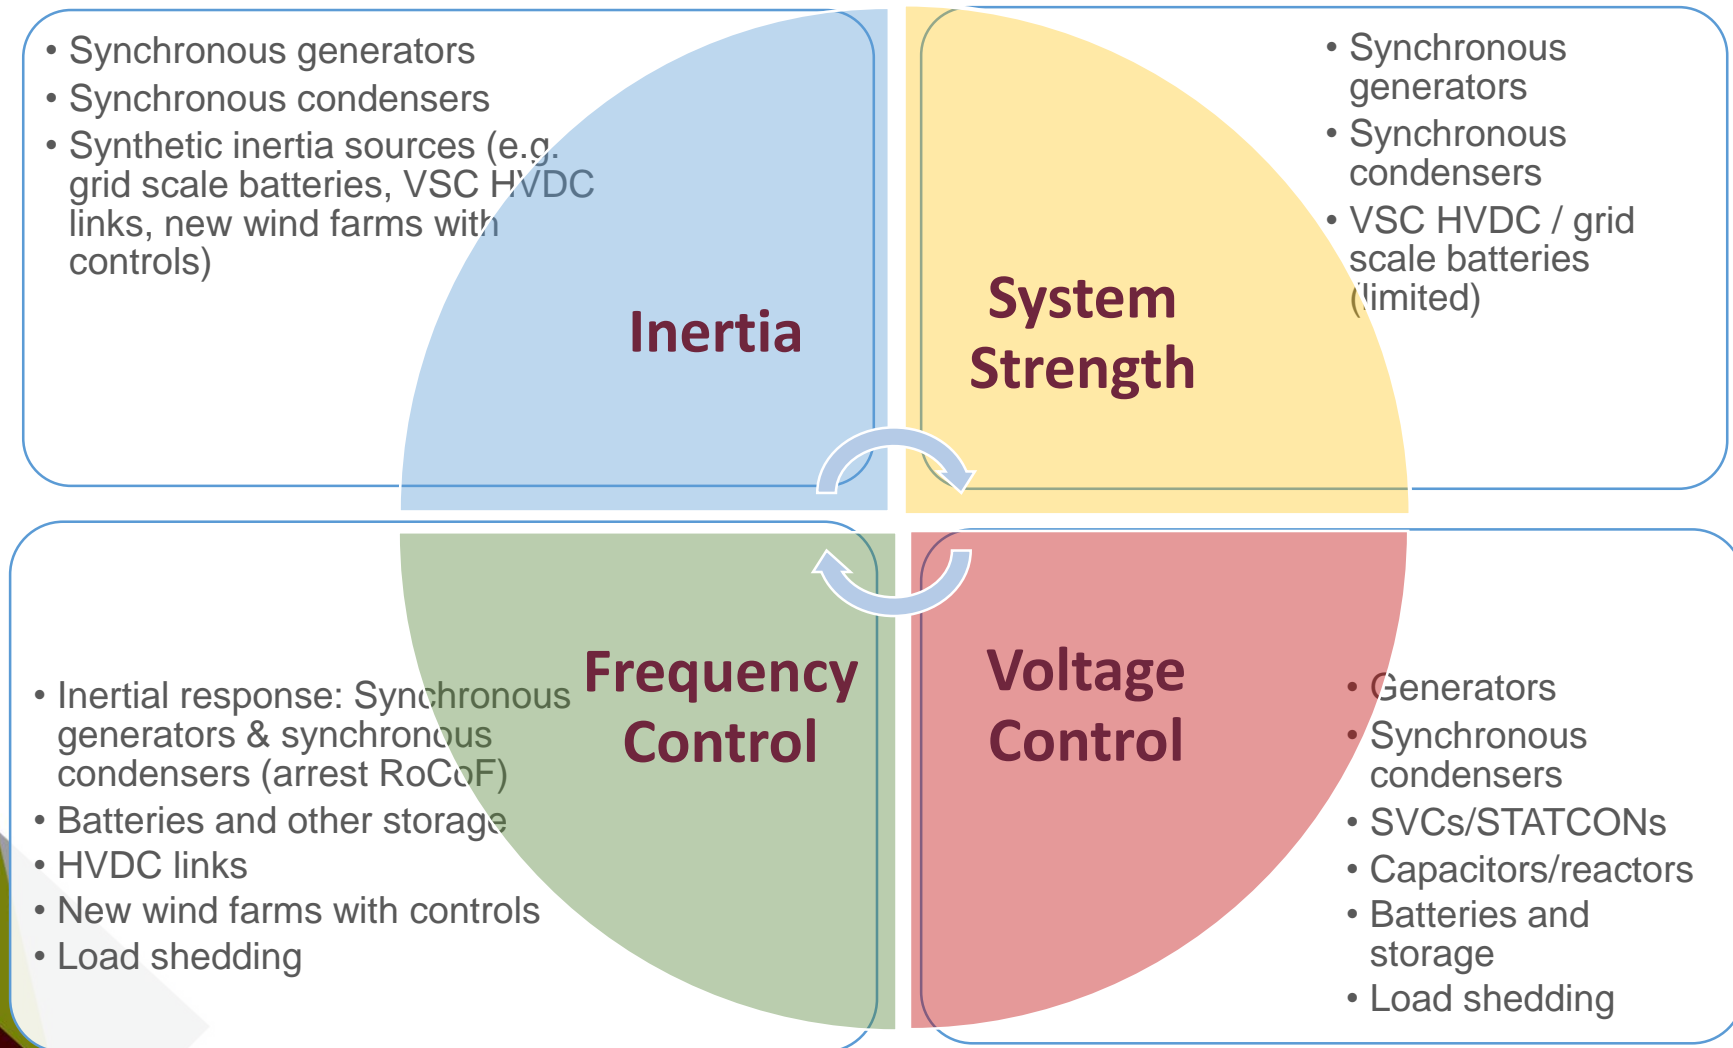 • Synchronous generators
• Synchronous condensers
• Synthetic inertia sources (e.g.
grid scale batteries, VSC HVDC
links, new wind farms with
controls)
Inertia
• Synchronous
generators
• Synchronous
condensers
• VSC HVDC / grid
scale batteries
(limited)
System
Strength
• Inertial response: Synchronous
generators & synchronous
condensers (arrest RoCoF)
• Batteries and other storage
• HVDC links
• New wind farms with controls
• Load shedding
Frequency
Control
Voltage
Control
• Generators
• Synchronous
condensers
• SVCs/STATCONs
• Capacitors/reactors
• Batteries and
storage
• Load shedding